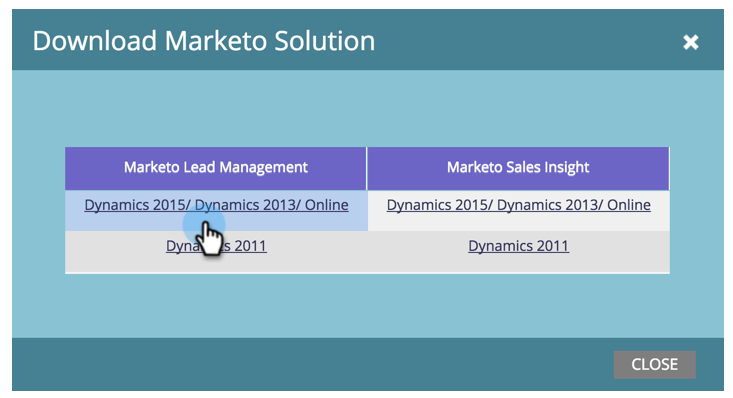 Download Marketo Solution
Marketo Lead Management Marketo Sales Insight
Dynamics 2015/ Dynamics 2013/ Online Dynamics 2015/ Dynamics 2013/ Online
Dynamics 2011 Dynamics 2011
CLOSE